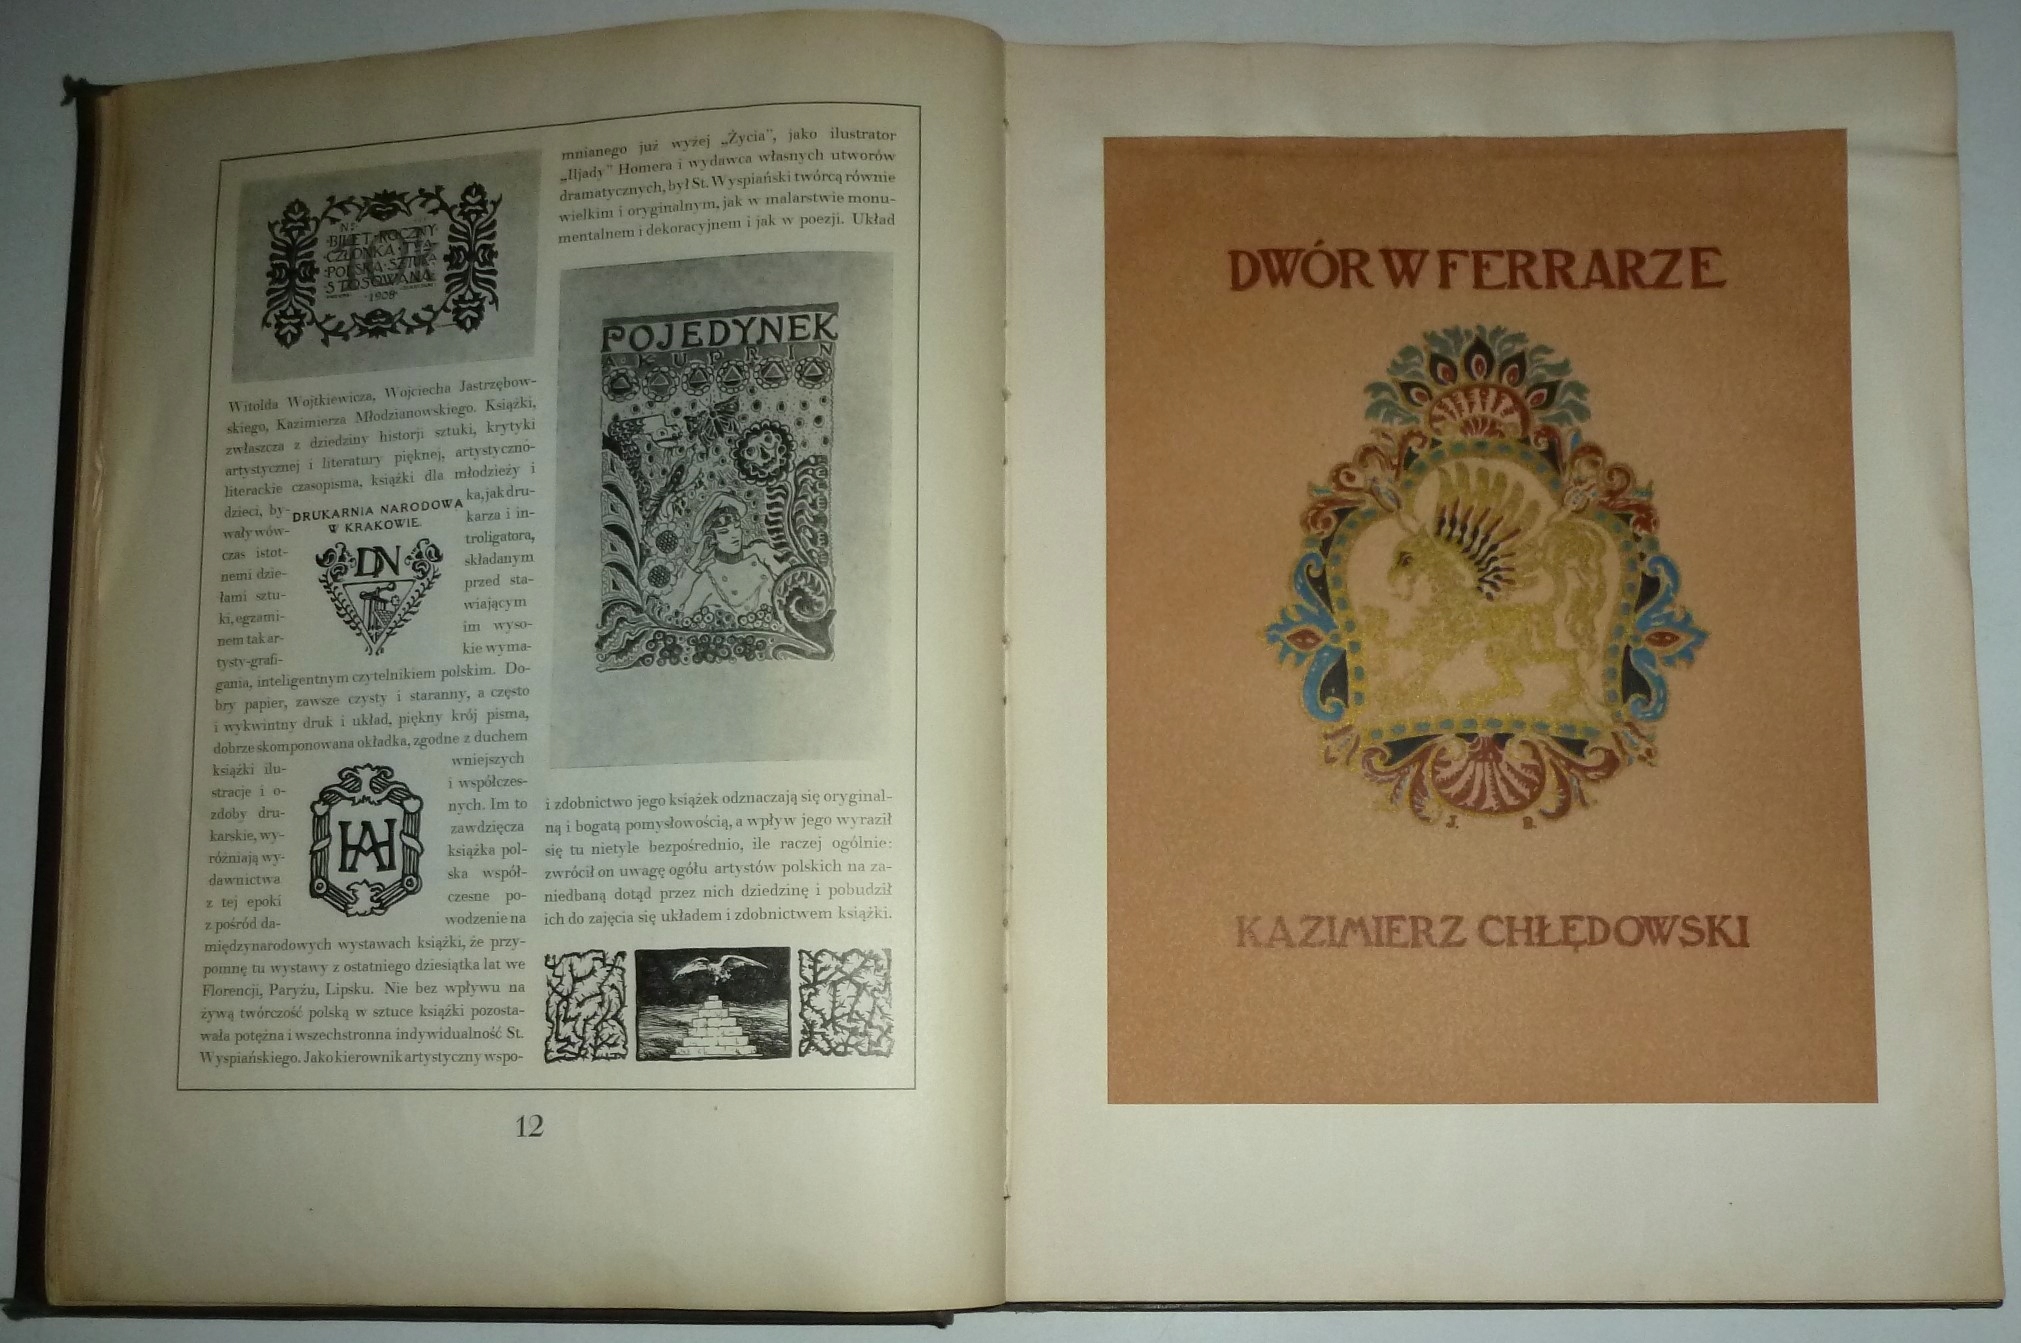 N:
·BILET·ROCZNY·
·CZŁONKA·TWA·
·POLSKA·SZTUKA·
·STOSOWANA·
·1908·
Witolda Wojtkiewicza, Wojciecha Jastrzębow-
skiego, Kazimierza Młodzianowskiego. Książki,
zwłaszcza z dziedziny historji sztuki, krytyki
artystycznej i literatury pięknej, artystyczno-
literackie czasopisma, książki dla młodzieży i
dzieci, by-
wały wów-
czas istot-
nemi dzie-
łami sztu-
ki, egzami-
nem tak ar-
tysty-grafi-
DRUKARNIA NARODOWA
W KRAKOWIE.
DN
ka, jak dru-
karza i in-
troligatora,
składanym
przed sta-
wiającym
im wyso-
kie wyma-
gania, inteligentnym czytelnikiem polskim. Do-
bry papier, zawsze czysty i staranny, a często
i wykwintny druk i układ, piękny krój pisma,
dobrze skomponowana okładka, zgodne z duchem
książki ilu-
stracje i o-
zdoby dru-
karskie, wy-
różniają wy-
dawnictwa
z tej epoki
z pośród da-
HA
wniejszych
i współczes-
nych. Im to
zawdzięcza
książka pol-
ska współ-
czesne po-
wodzenie na
międzynarodowych wystawach książki, że przy-
pomnę tu wystawy z ostatniego dziesiątka lat we
Florencji, Paryżu, Lipsku. Nie bez wpływu na
żywą twórczość polską w sztuce książki pozosta-
wała potężna i wszechstronna indywidualność St.
Wyspiańskiego. Jako kierownik artystyczny wspo-
mnianego już wyżej „Życia”, jako ilustrator
„Iljady” Homera i wydawca własnych utworów
dramatycznych, był St. Wyspiański twórcą równie
wielkim i oryginalnym, jak w malarstwie monu-
mentalnem i dekoracyjnem i jak w poezji. Układ
POJEDYNEK
A·KUPRIN
i zdobnictwo jego książek odznaczają się oryginal-
ną i bogatą pomysłowością, a wpływ jego wyraził
się tu nietyle bezpośrednio, ile raczej ogólnie:
zwrócił on uwagę ogółu artystów polskich na za-
niedbaną dotąd przez nich dziedzinę i pobudził
ich do zajęcia się układem i zdobnictwem książki.
12
DWÓR W FERRARZE
J. B.
KAZIMIERZ CHŁĘDOWSKI